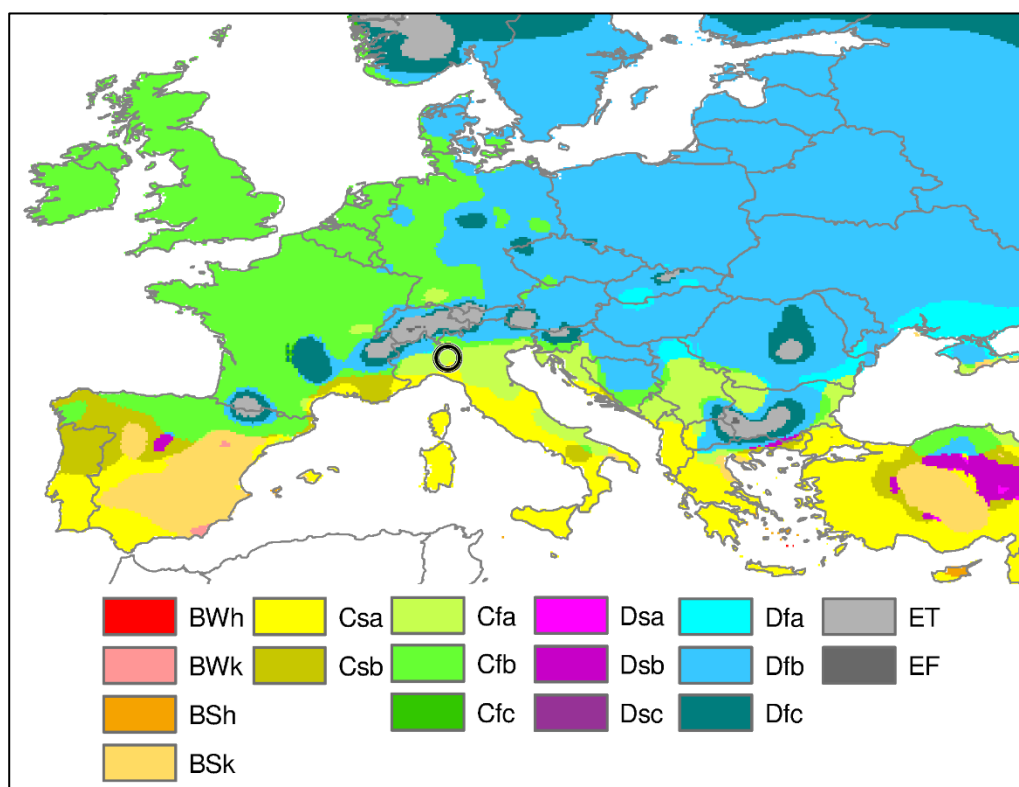 BWh Csa Cfa Dsa Dfa ET
BWk Csb Cfb Dsb Dfb EF
BSh Cfc Dsc Dfc
BSk